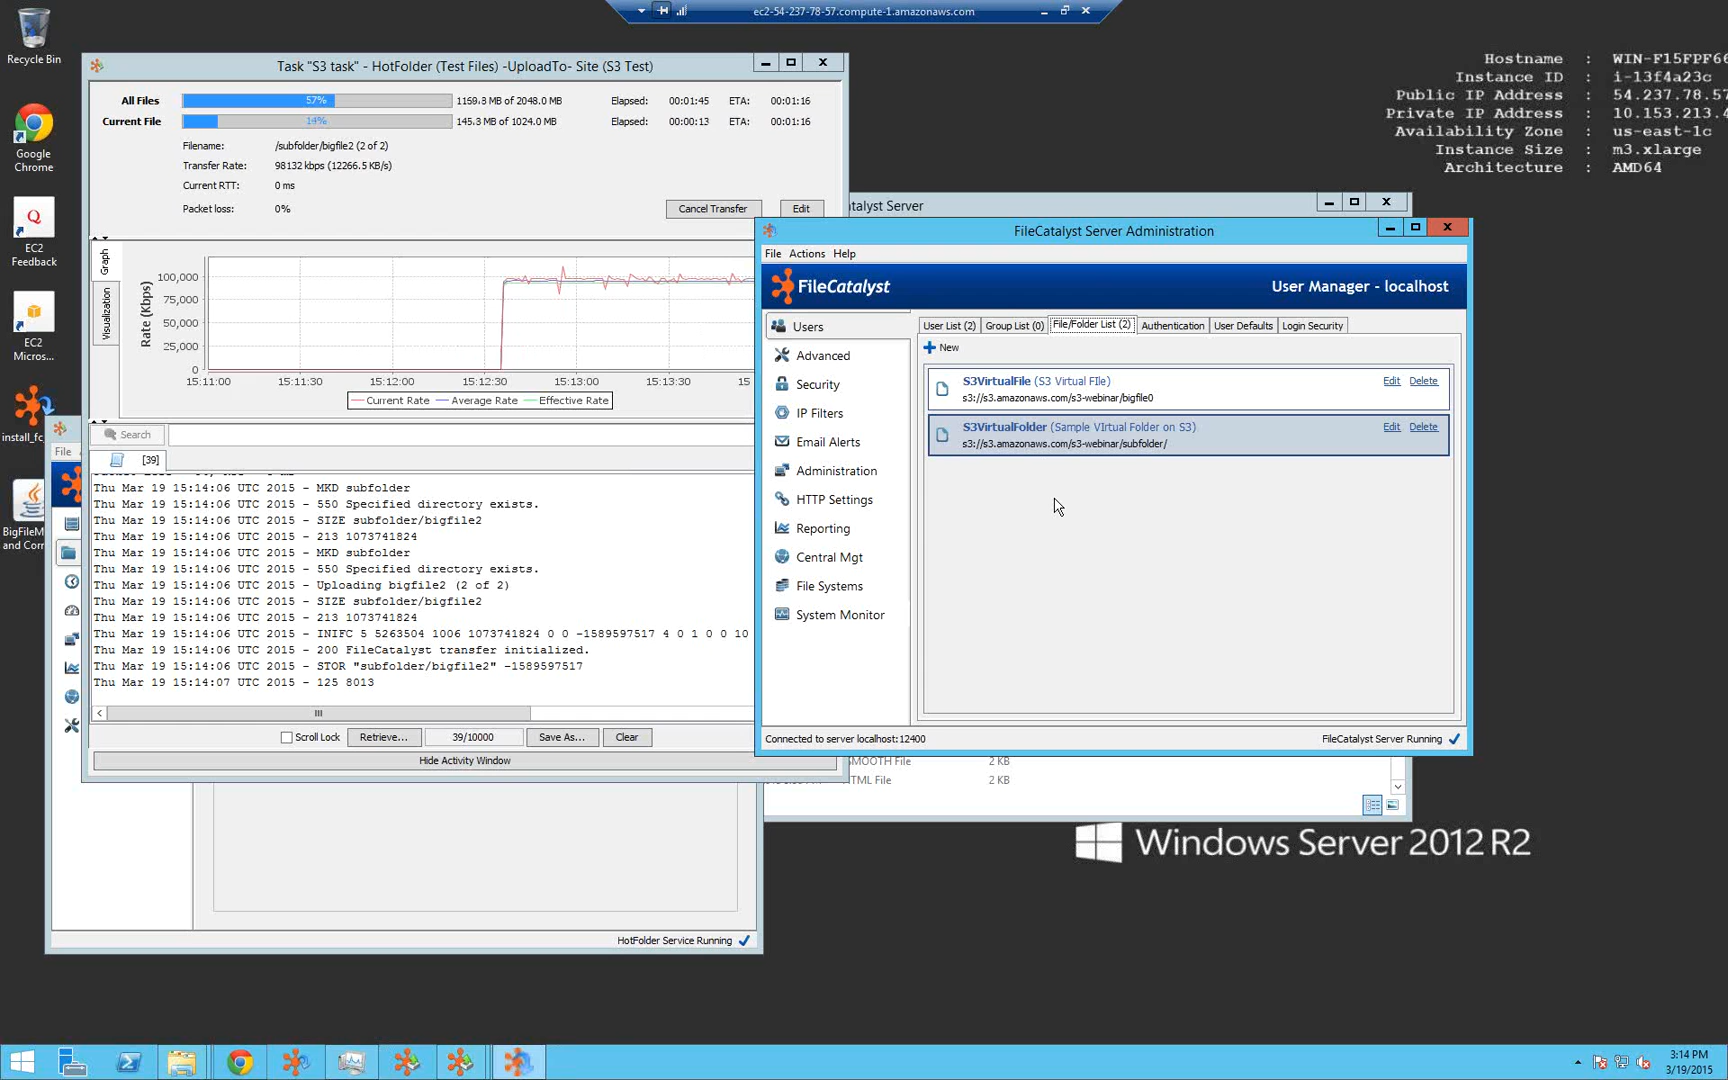 ec2-54-237-78-57.compute-1.amazonaws.com
Recycle Bin
Google
Chrome
EC2
Feedback
EC2
Micros...
install_fc
BigFileM
and Corr
Hostname : WIN-F15FPF66
Instance ID : i-13f4a23c
Public IP Address : 54.237.78.57
Private IP Address : 10.153.213.4
Availability Zone : us-east-1c
Instance Size : m3.xlarge
Architecture : AMD64
Task "S3 task" - HotFolder (Test Files) -UploadTo- Site (S3 Test)
All Files 57% 1159.3 MB of 2048.0 MB Elapsed: 00:01:45 ETA: 00:01:16
Current File 14% 145.3 MB of 1024.0 MB Elapsed: 00:00:13 ETA: 00:01:16
Filename: /subfolder/bigfile2 (2 of 2)
Transfer Rate: 98132 kbps (12266.5 KB/s)
Current RTT: 0 ms
Packet loss: 0%
Cancel Transfer Edit
Graph
Visualization
Rate (Kbps)
100,000
75,000
50,000
25,000
0
15:11:00 15:11:30 15:12:00 15:12:30 15:13:00 15:13:30 15
Current Rate Average Rate Effective Rate
Search
[39]
Thu Mar 19 15:14:06 UTC 2015 - MKD subfolder
Thu Mar 19 15:14:06 UTC 2015 - 550 Specified directory exists.
Thu Mar 19 15:14:06 UTC 2015 - SIZE subfolder/bigfile2
Thu Mar 19 15:14:06 UTC 2015 - 213 1073741824
Thu Mar 19 15:14:06 UTC 2015 - MKD subfolder
Thu Mar 19 15:14:06 UTC 2015 - 550 Specified directory exists.
Thu Mar 19 15:14:06 UTC 2015 - Uploading bigfile2 (2 of 2)
Thu Mar 19 15:14:06 UTC 2015 - SIZE subfolder/bigfile2
Thu Mar 19 15:14:06 UTC 2015 - 213 1073741824
Thu Mar 19 15:14:06 UTC 2015 - INIFC 5 5263504 1006 1073741824 0 0 -1589597517 4 0 1 0 0 10
Thu Mar 19 15:14:06 UTC 2015 - 200 FileCatalyst transfer initialized.
Thu Mar 19 15:14:06 UTC 2015 - STOR "subfolder/bigfile2" -1589597517
Thu Mar 19 15:14:07 UTC 2015 - 125 8013
Scroll Lock Retrieve... 39/10000 Save As... Clear
Hide Activity Window
File
HotFolder Service Running
atalyst Server
FileCatalyst Server Administration
File Actions Help
FileCatalyst
User Manager - localhost
Users
Advanced
Security
IP Filters
Email Alerts
Administration
HTTP Settings
Reporting
Central Mgt
File Systems
System Monitor
User List (2) Group List (0) File/Folder List (2) Authentication User Defaults Login Security
New
S3VirtualFile (S3 Virtual FIle) Edit Delete
s3://s3.amazonaws.com/s3-webinar/bigfile0
S3VirtualFolder (Sample VIrtual Folder on S3) Edit Delete
s3://s3.amazonaws.com/s3-webinar/subfolder/
Connected to server localhost:12400
FileCatalyst Server Running
SMOOTH File 2 KB
HTML File 2 KB
Windows Server 2012 R2
3:14 PM
3/19/2015